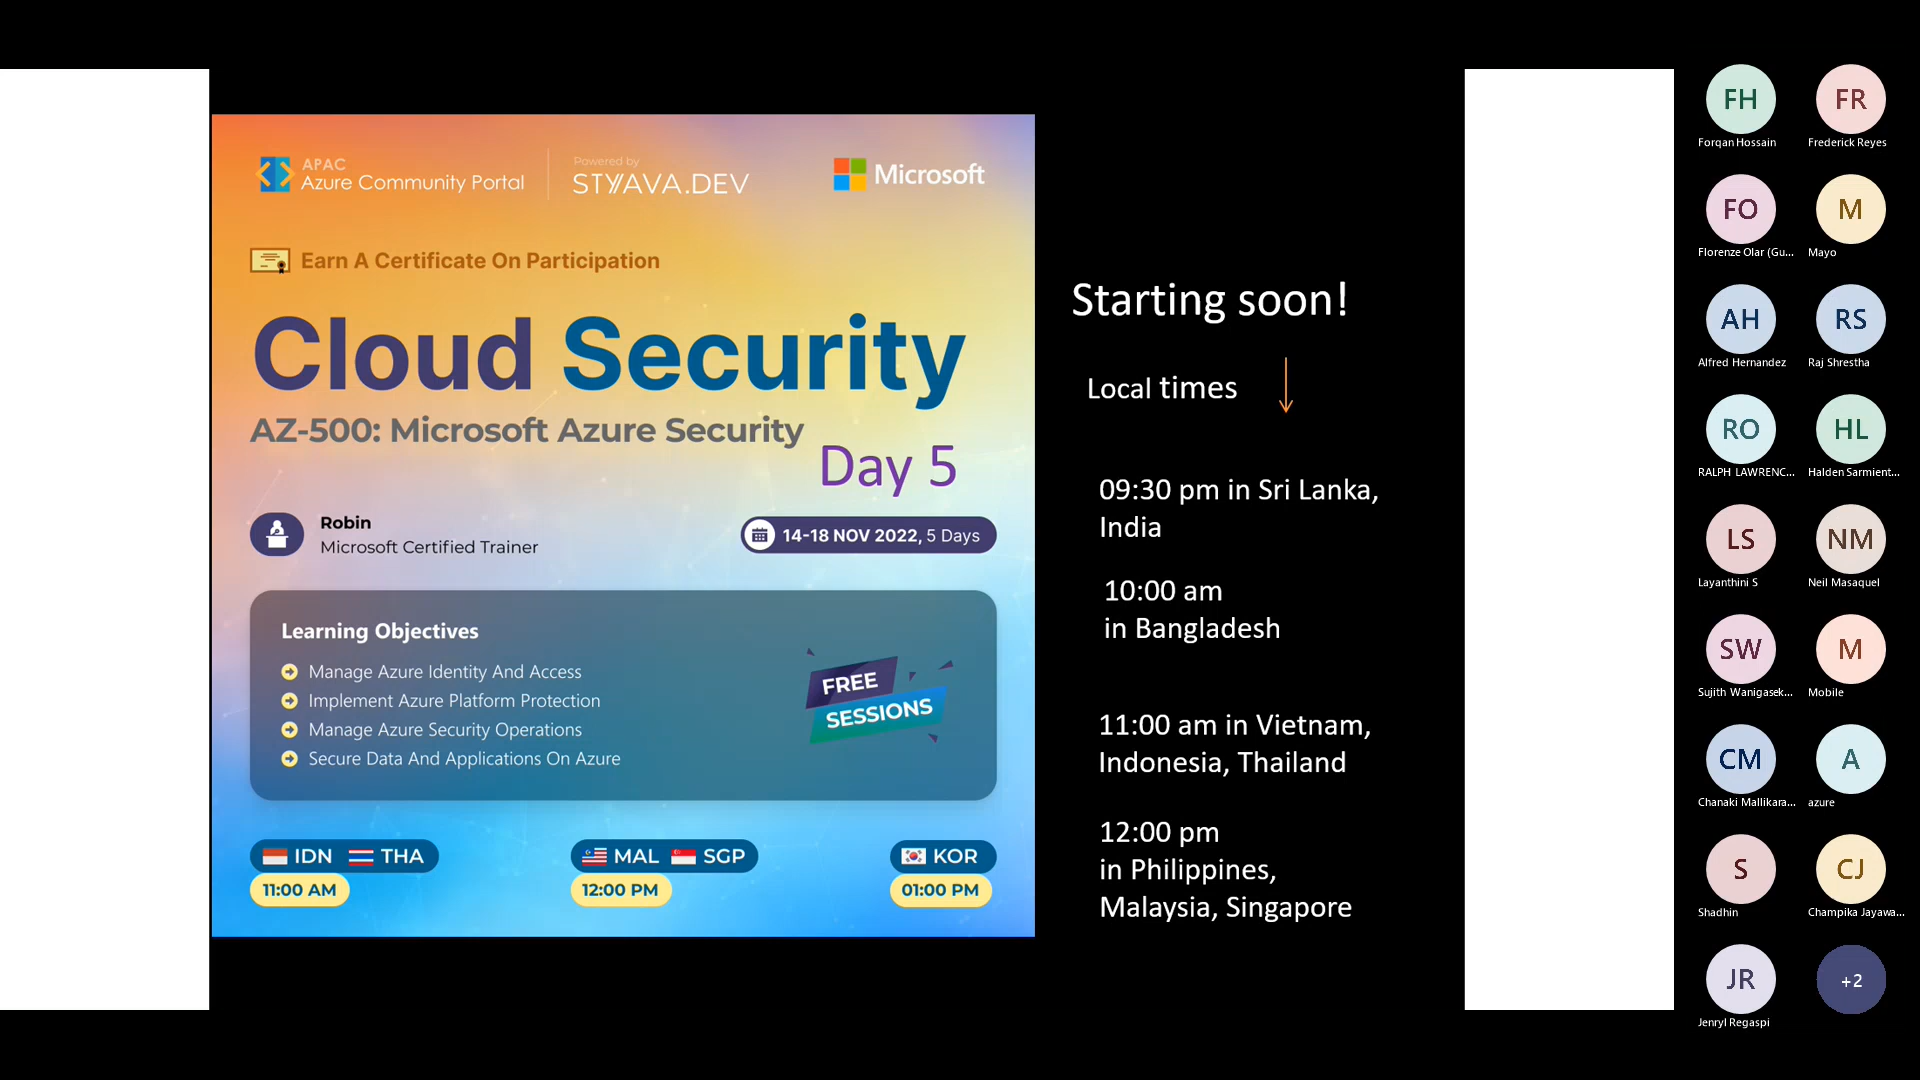 APAC
Azure Community Portal
Powered by
STYAVA.DEV
Microsoft
Earn A Certificate On Participation
Cloud Security
AZ-500: Microsoft Azure Security
Day 5
Robin
Microsoft Certified Trainer
14-18 NOV 2022, 5 Days
Learning Objectives
Manage Azure Identity And Access
Implement Azure Platform Protection
Manage Azure Security Operations
Secure Data And Applications On Azure
FREE
SESSIONS
IDN THA
11:00 AM
MAL SGP
12:00 PM
KOR
01:00 PM
Starting soon!
Local times
09:30 pm in Sri Lanka,
India
10:00 am
in Bangladesh
11:00 am in Vietnam,
Indonesia, Thailand
12:00 pm
in Philippines,
Malaysia, Singapore
FH FR
Forqan Hossain Frederick Reyes
FO M
Florenze Olar (Gu... Mayo
AH RS
Alfred Hernandez Raj Shrestha
RO HL
RALPH LAWRENC... Halden Sarmient...
LS NM
Layanthini S Neil Masaquel
SW M
Sujith Wanigasek... Mobile
CM A
Chanaki Mallikara... azure
S CJ
Shadhin Champika Jayawa...
JR +2
Jenryl Regaspi